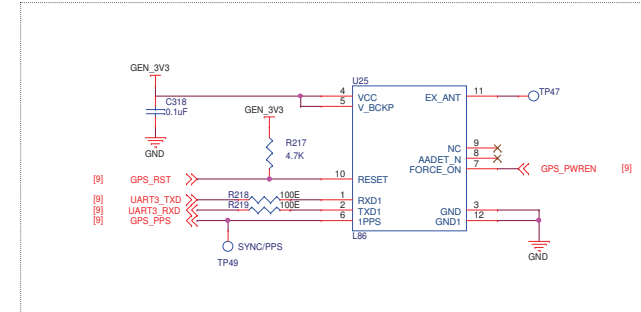 GEN_3V3
U25
C318
0.1uF
GND
4 VCC EX_ANT 11 TP47
5 V_BCKP
GEN_3V3
R217
4.7K
NC 9
AADET_N 8
FORCE_ON 7 GPS_PWREN [9]
[9] GPS_RST 10 RESET
[9] UART3_TXD R218 100E 1 RXD1
[9] UART3_RXD R219 100E 2 TXD1 GND 3
[9] GPS_PPS 6 1PPS GND1 12
L86
SYNC/PPS
TP49
GND